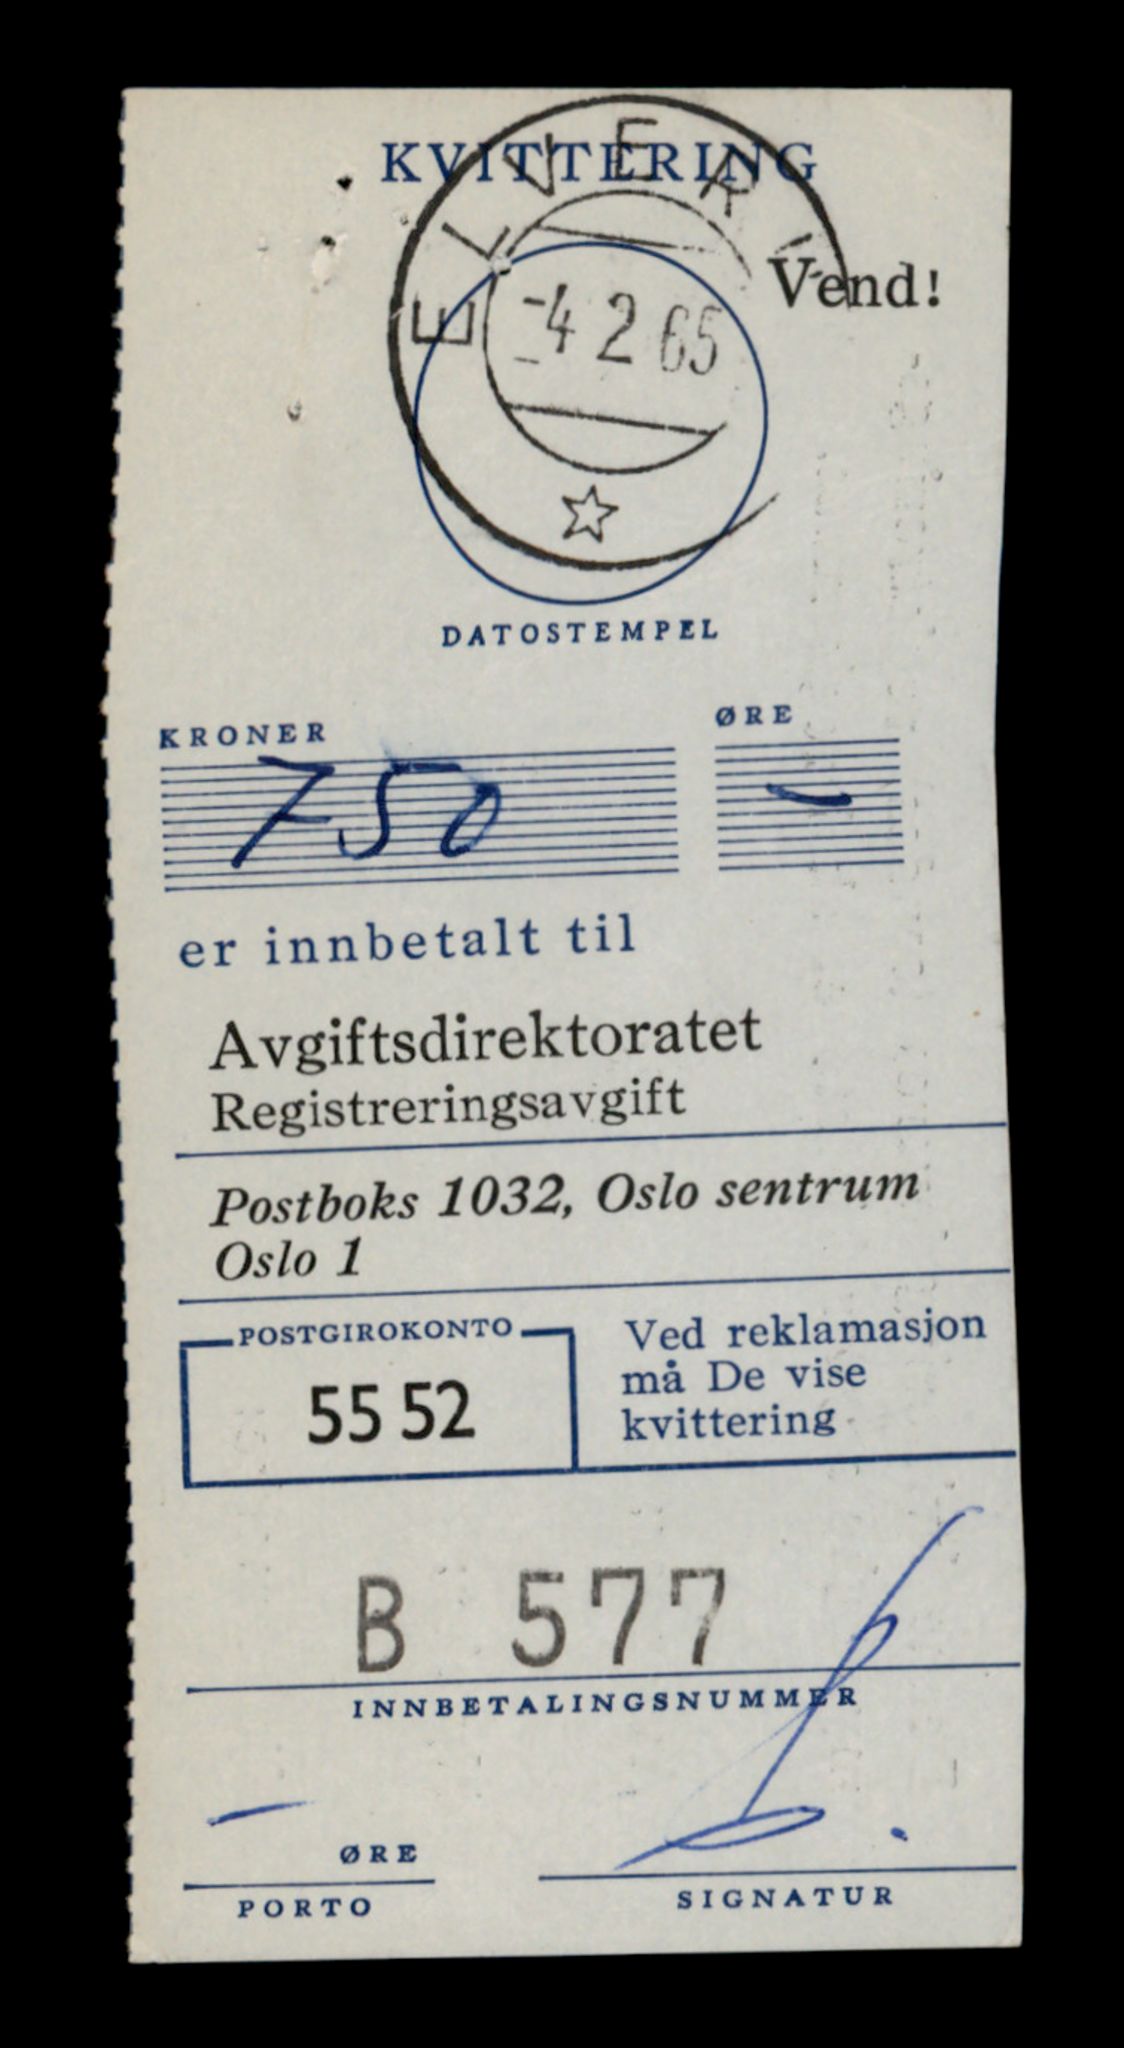 KVITTERING
ELVERU
Vend!
-4 2 65
DATOSTEMPEL
KRONER
ØRE
750
-
er innbetalt til
Avgiftsdirektoratet
Registreringsavgift
Postboks 1032, Oslo sentrum
Oslo 1
POSTGIROKONTO
55 52
Ved reklamasjon
må De vise
kvittering
B 577
INNBETALINGSNUMMER
-
ØRE
PORTO
SIGNATUR